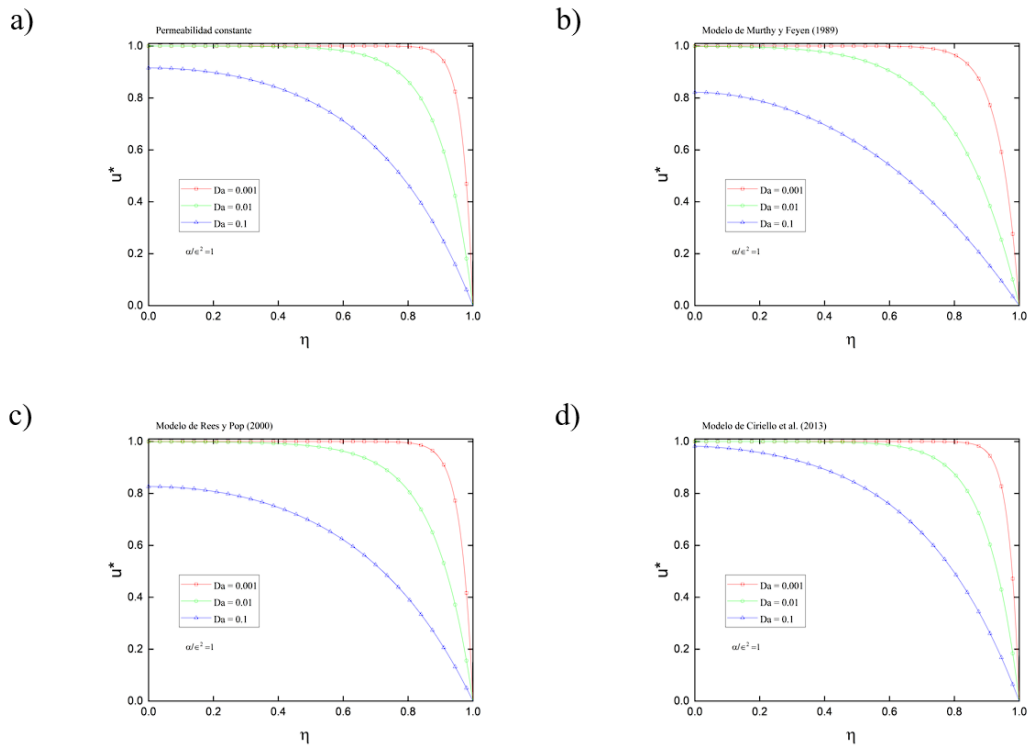 a)
Permeabilidad constante
1.0
0.8
0.6
0.4
0.2
0.0
u*
Da = 0.001
Da = 0.01
Da = 0.1
α/ϵ² =1
0.0 0.2 0.4 0.6 0.8 1.0
η
b)
Modelo de Murthy y Feyen (1989)
1.0
0.8
0.6
0.4
0.2
0.0
u*
Da = 0.001
Da = 0.01
Da = 0.1
α/ϵ² =1
0.0 0.2 0.4 0.6 0.8 1.0
η
c)
Modelo de Rees y Pop (2000)
1.0
0.8
0.6
0.4
0.2
0.0
u*
Da = 0.001
Da = 0.01
Da = 0.1
α/ϵ² =1
0.0 0.2 0.4 0.6 0.8 1.0
η
d)
Modelo de Ciriello et al. (2013)
1.0
0.8
0.6
0.4
0.2
0.0
u*
Da = 0.001
Da = 0.01
Da = 0.1
α/ϵ² =1
0.0 0.2 0.4 0.6 0.8 1.0
η